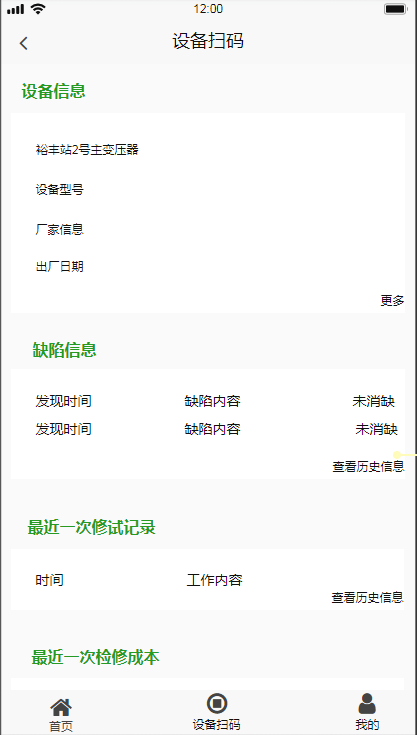 12:00
设备扫码
设备信息
裕丰站2号主变压器
设备型号
厂家信息
出厂日期
更多
缺陷信息
发现时间 缺陷内容 未消缺
发现时间 缺陷内容 未消缺
查看历史信息
最近一次修试记录
时间 工作内容
查看历史信息
最近一次检修成本
首页 设备扫码 我的